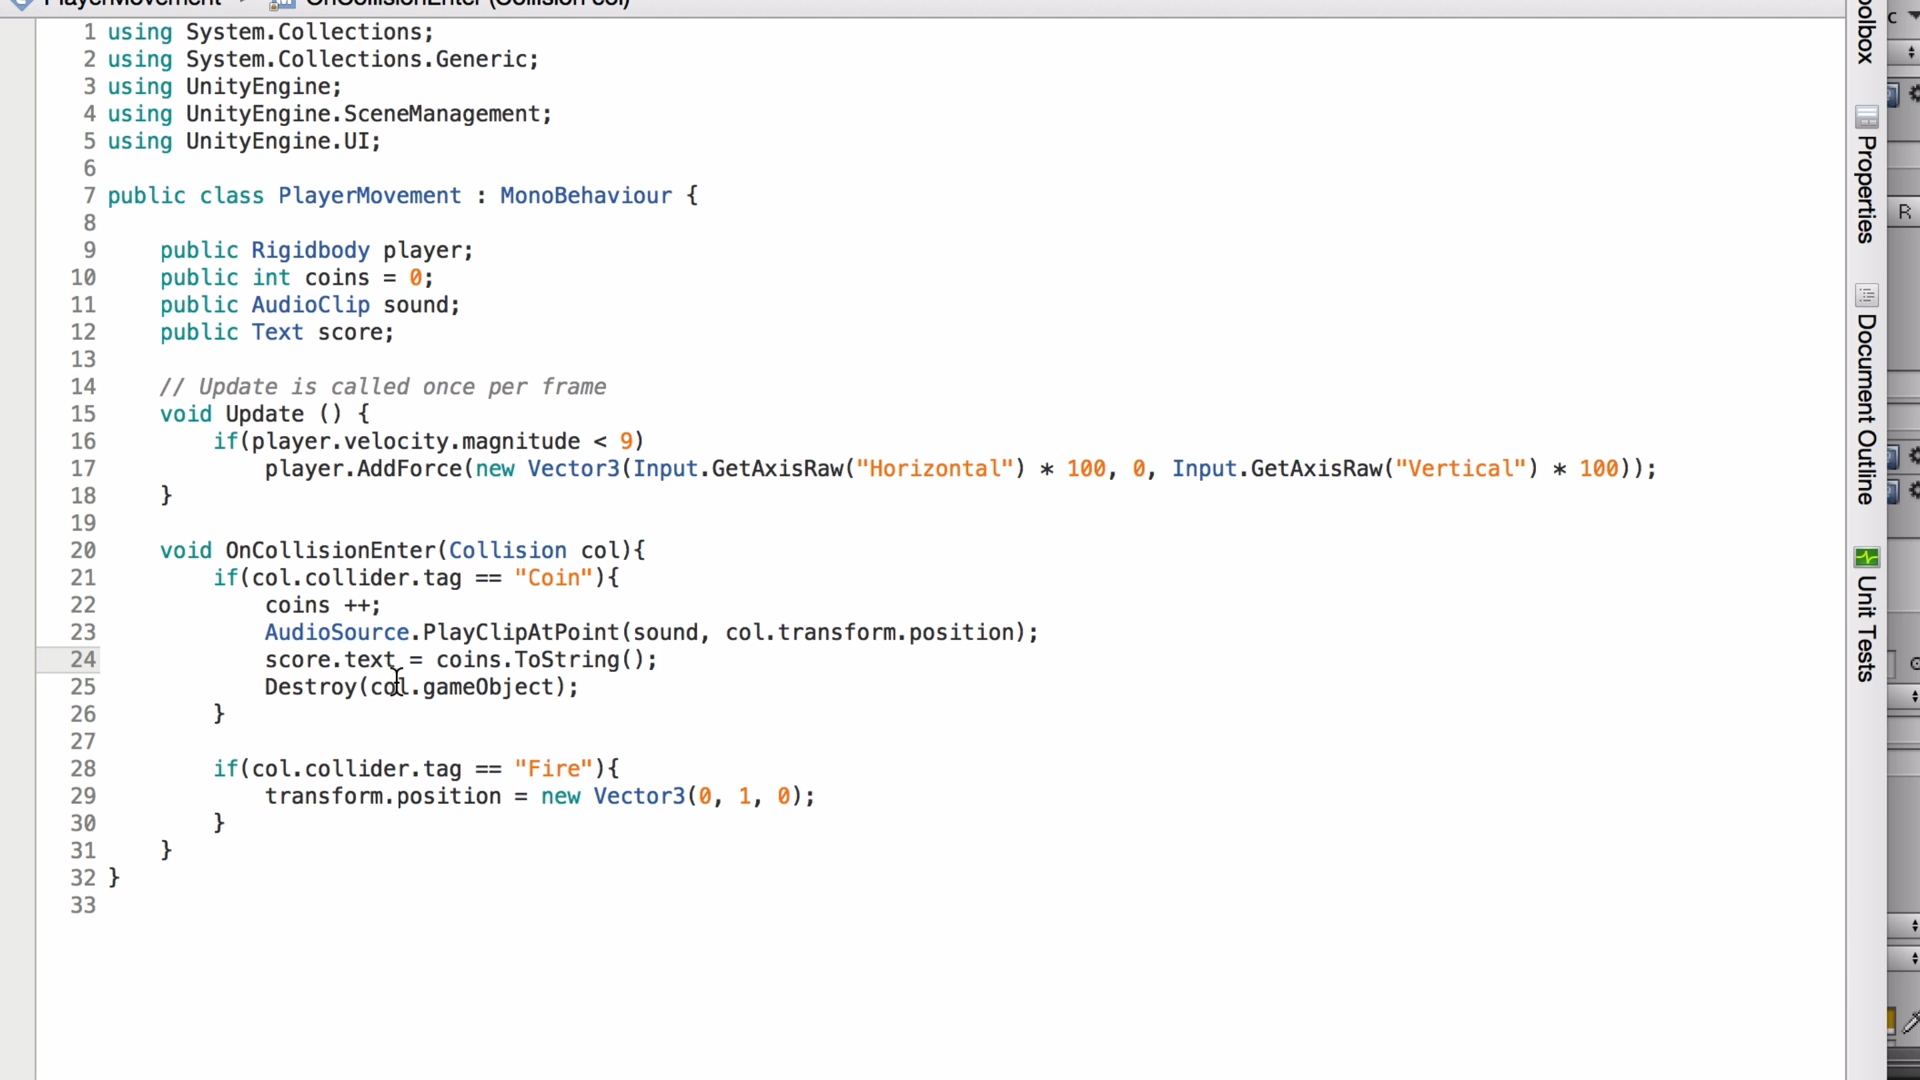 PlayerMovement OnCollisionEnter (Collision col)
1 using System.Collections;
2 using System.Collections.Generic;
3 using UnityEngine;
4 using UnityEngine.SceneManagement;
5 using UnityEngine.UI;
6
7 public class PlayerMovement : MonoBehaviour {
8
9 public Rigidbody player;
10 public int coins = 0;
11 public AudioClip sound;
12 public Text score;
13
14 // Update is called once per frame
15 void Update () {
16 if(player.velocity.magnitude < 9)
17 player.AddForce(new Vector3(Input.GetAxisRaw("Horizontal") * 100, 0, Input.GetAxisRaw("Vertical") * 100));
18 }
19
20 void OnCollisionEnter(Collision col){
21 if(col.collider.tag == "Coin"){
22 coins ++;
23 AudioSource.PlayClipAtPoint(sound, col.transform.position);
24 score.text = coins.ToString();
25 Destroy(col.gameObject);
26 }
27
28 if(col.collider.tag == "Fire"){
29 transform.position = new Vector3(0, 1, 0);
30 }
31 }
32 }
33
olbox
Properties
Document Outline
Unit Tests
c
R